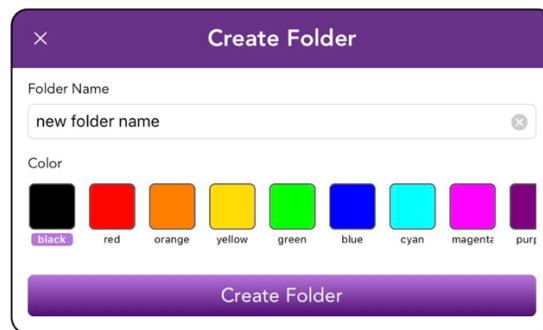 Create Folder
Folder Name
new folder name
Color
black red orange yellow green blue cyan magenta
Create Folder